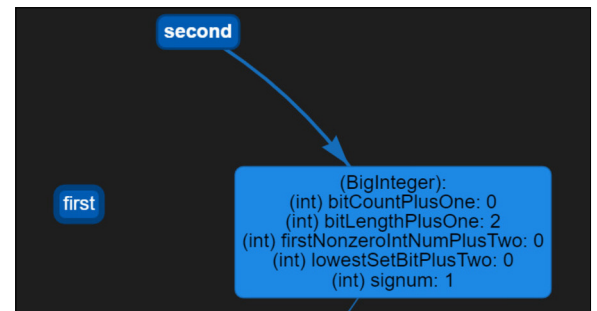 second
first
(BigInteger):
(int) bitCountPlusOne: 0
(int) bitLengthPlusOne: 2
(int) firstNonzeroIntNumPlusTwo: 0
(int) lowestSetBitPlusTwo: 0
(int) signum: 1